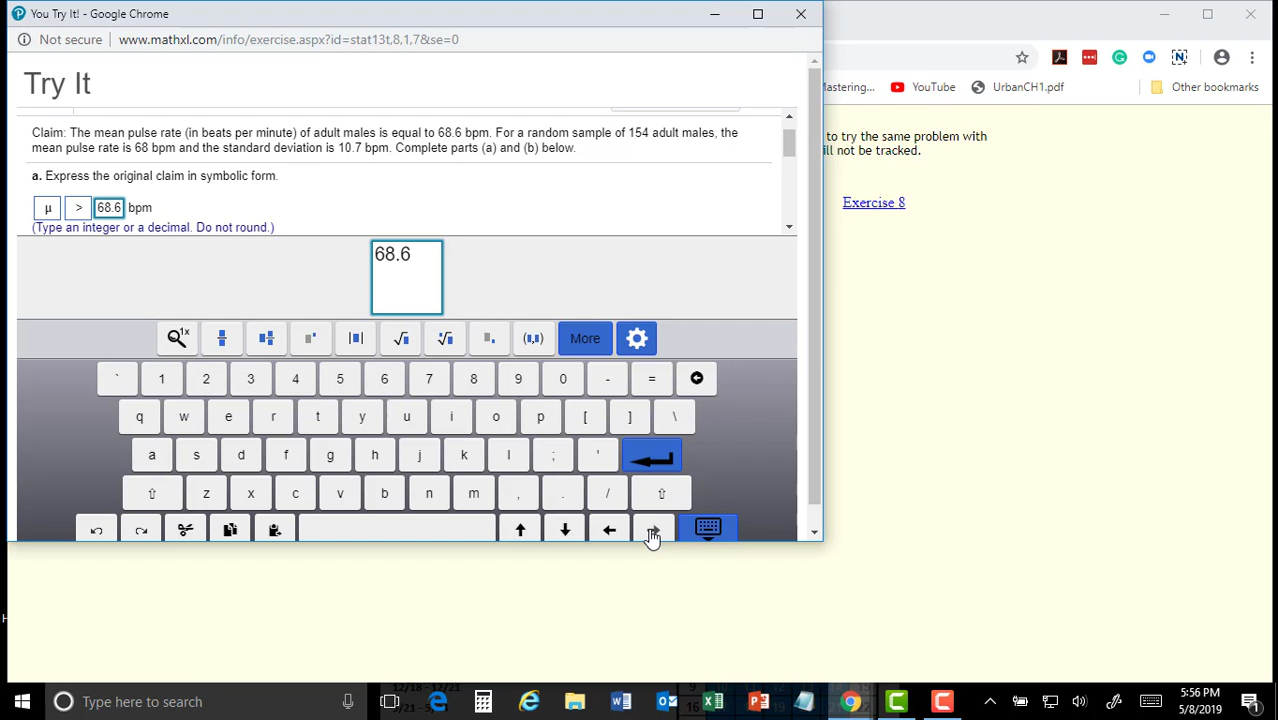 You Try It! - Google Chrome
Not secure
www.mathxl.com/info/exercise.aspx?id=stat13t,8,1,7&se=0
Mastering...
YouTube
UrbanCH1.pdf
Other bookmarks
Try It
Claim: The mean pulse rate (in beats per minute) of adult males is equal to 68.6 bpm. For a random sample of 154 adult males, the
mean pulse rate is 68 bpm and the standard deviation is 10.7 bpm. Complete parts (a) and (b) below.
to try the same problem with
ill not be tracked.
a. Express the original claim in symbolic form.
Exercise 8
μ > 68.6 bpm
(Type an integer or a decimal. Do not round.)
68.6
1x
More
` 1 2 3 4 5 6 7 8 9 0 - =
q w e r t y u i o p [ ] \
a s d f g h j k l ; '
z x c v b n m , . /
Type here to search
12/18 - 12/21
5:56 PM
5/8/2019